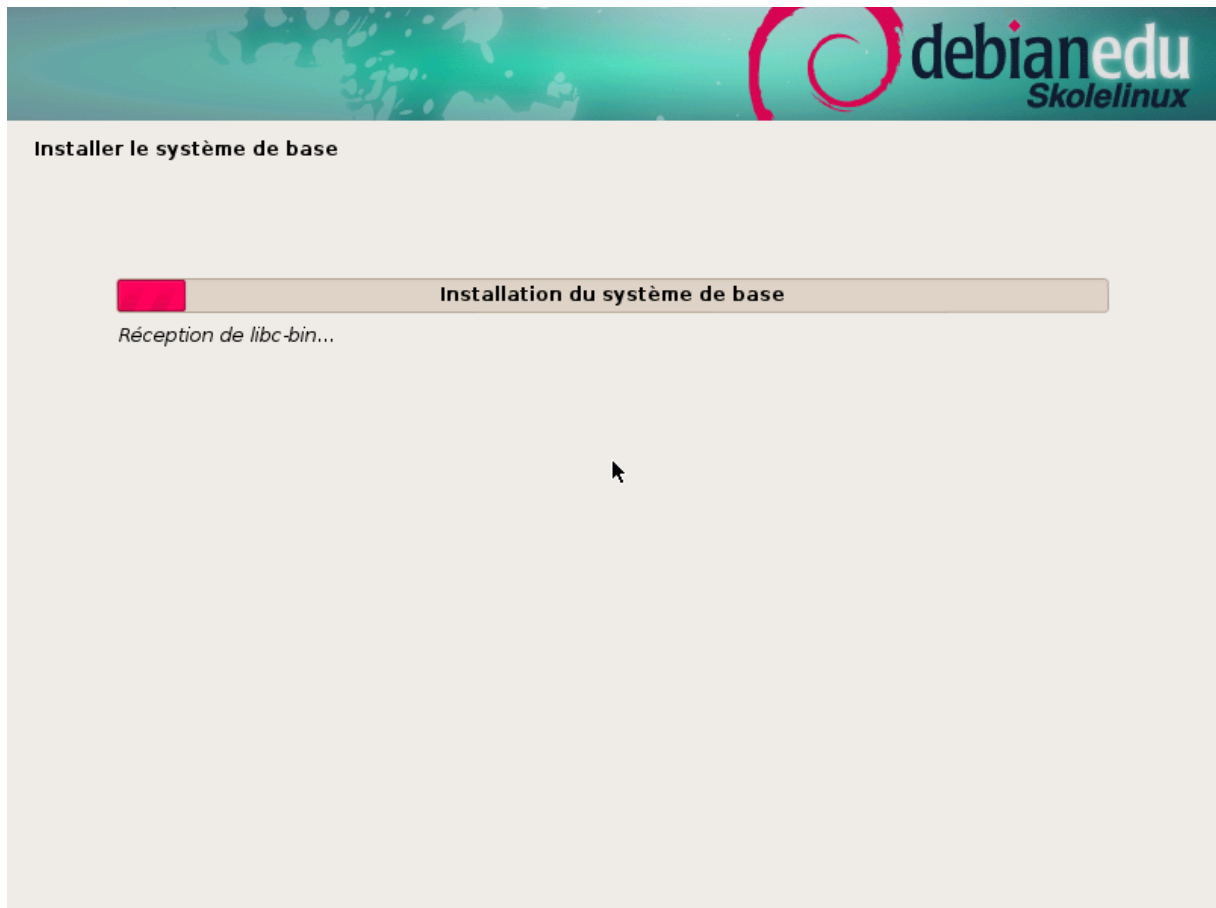 debianedu
Skolelinux
Installer le système de base
Installation du système de base
Réception de libc-bin...